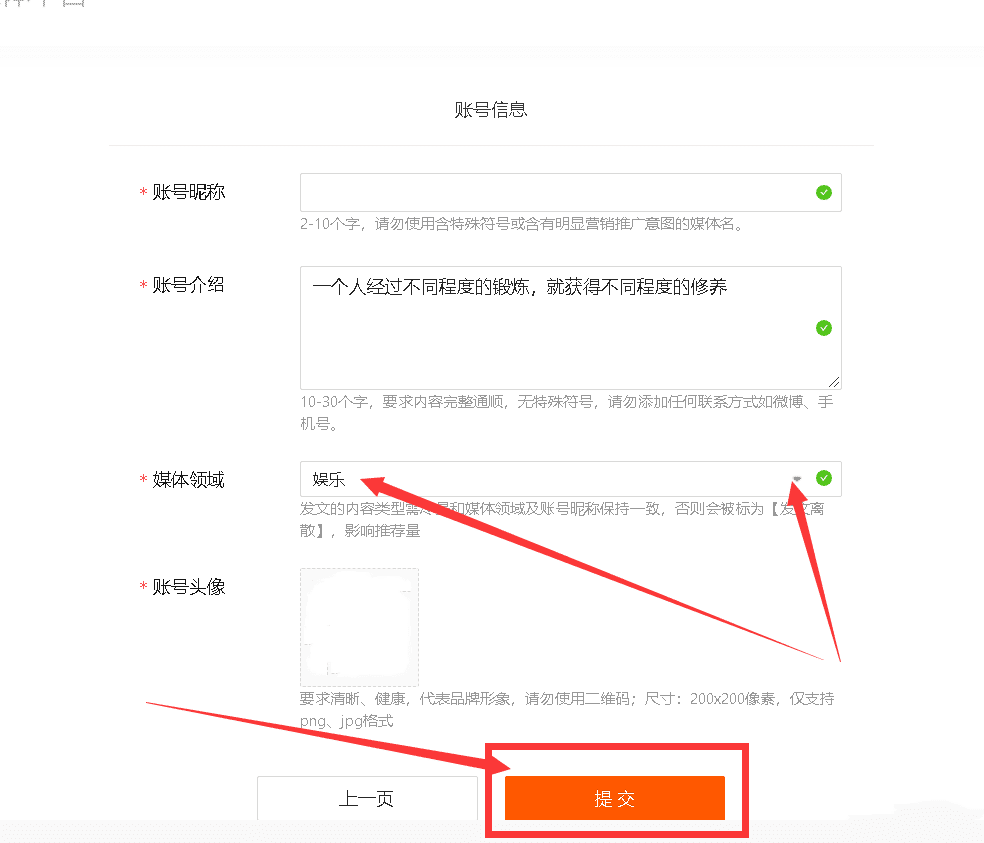 账号信息
* 账号昵称
2-10个字，请勿使用含特殊符号或含有明显营销推广意图的媒体名。
* 账号介绍
一个人经过不同程度的锻炼，就获得不同程度的修养
10-30个字，要求内容完整通顺，无特殊符号，请勿添加任何联系方式如微博、手
机号。
* 媒体领域
娱乐
发文的内容类型需尽量和媒体领域及账号昵称保持一致，否则会被标为【发文离
散】，影响推荐量
* 账号头像
要求清晰、健康，代表品牌形象，请勿使用二维码；尺寸：200x200像素，仅支持
png、jpg格式
上一页
提 交